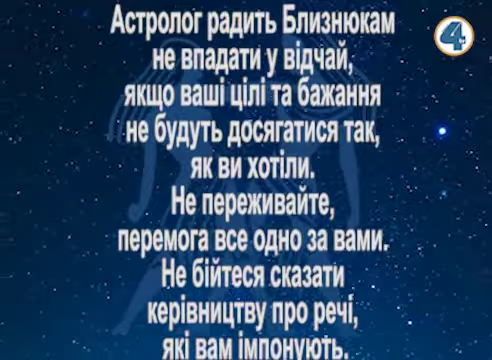 Астролог радить Близнюкам
не впадати у відчай,
якщо ваші цілі та бажання
не будуть досягатися так,
як ви хотіли.
Не переживайте,
перемога все одно за вами.
Не бійтеся сказати
керівництву про речі,
які вам імпонують.
4